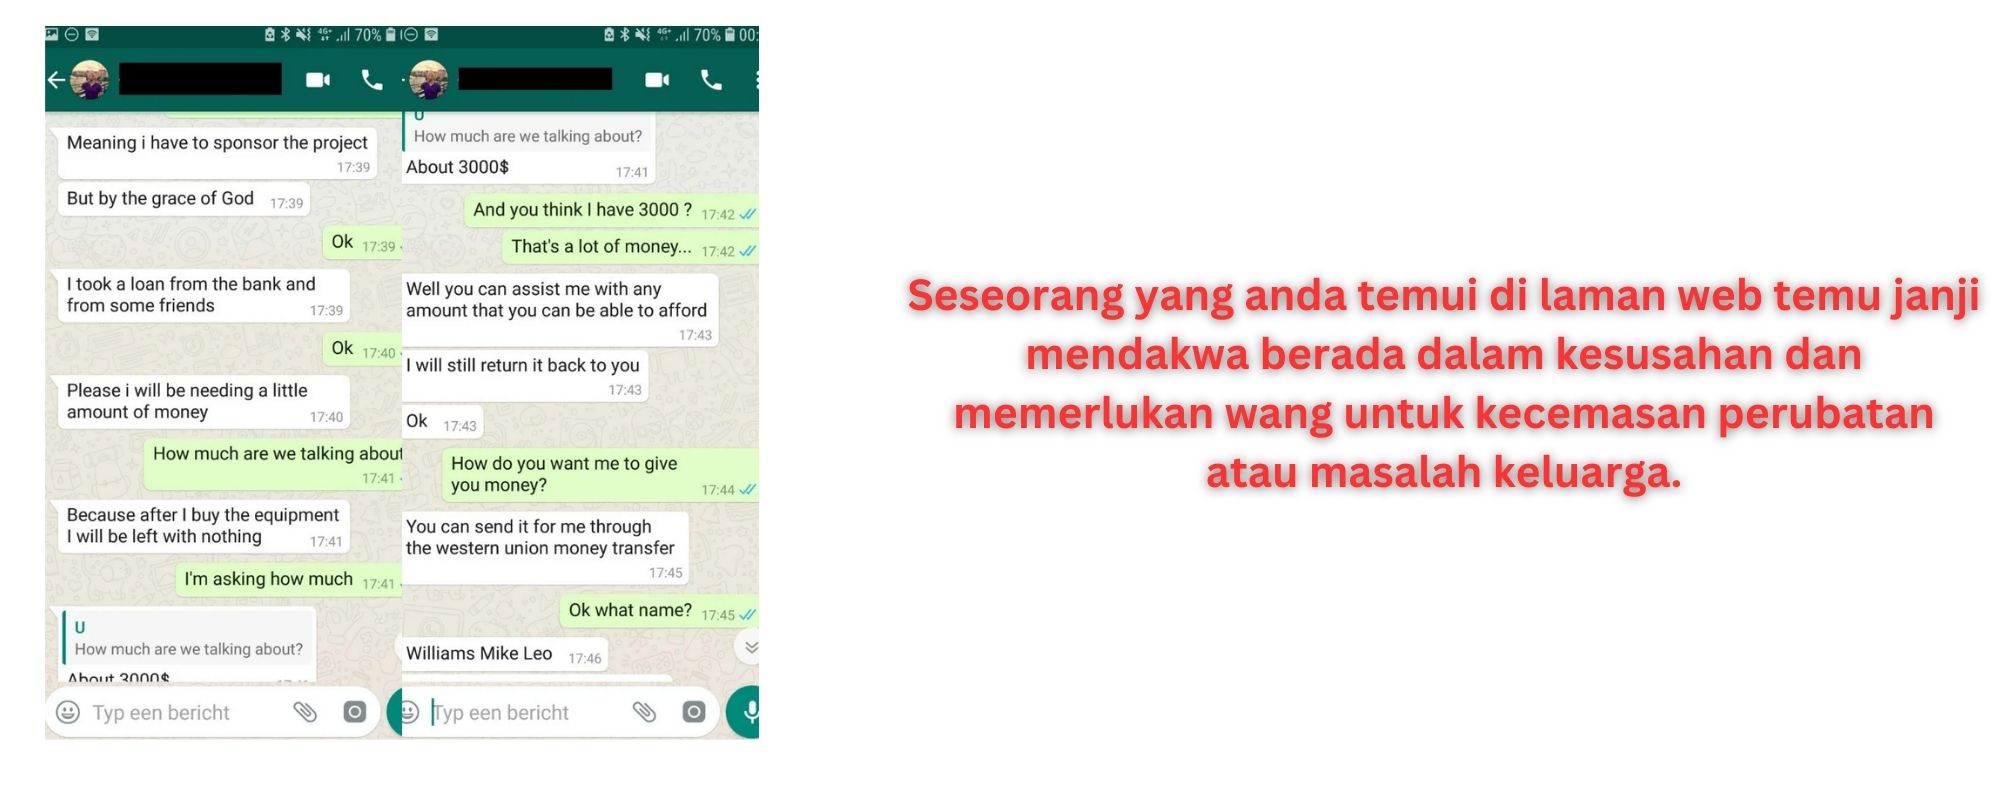 70%
Meaning i have to sponsor the project
17:39
But by the grace of God 17:39
Ok 17:39
I took a loan from the bank and
from some friends 17:39
Ok 17:40
Please i will be needing a little
amount of money 17:40
How much are we talking about
17:41
Because after I buy the equipment
I will be left with nothing 17:41
I'm asking how much 17:41
U
How much are we talking about?
About 3000$
Typ een bericht
4G+ 70% 00:
U
How much are we talking about?
About 3000$ 17:41
And you think I have 3000 ? 17:42
That's a lot of money... 17:42
Well you can assist me with any
amount that you can be able to afford
17:43
I will still return it back to you
17:43
Ok 17:43
How do you want me to give
you money? 17:44
You can send it for me through
the western union money transfer
17:45
Ok what name? 17:45
Williams Mike Leo 17:46
Typ een bericht
Seseorang yang anda temui di laman web temu janji
mendakwa berada dalam kesusahan dan
memerlukan wang untuk kecemasan perubatan
atau masalah keluarga.